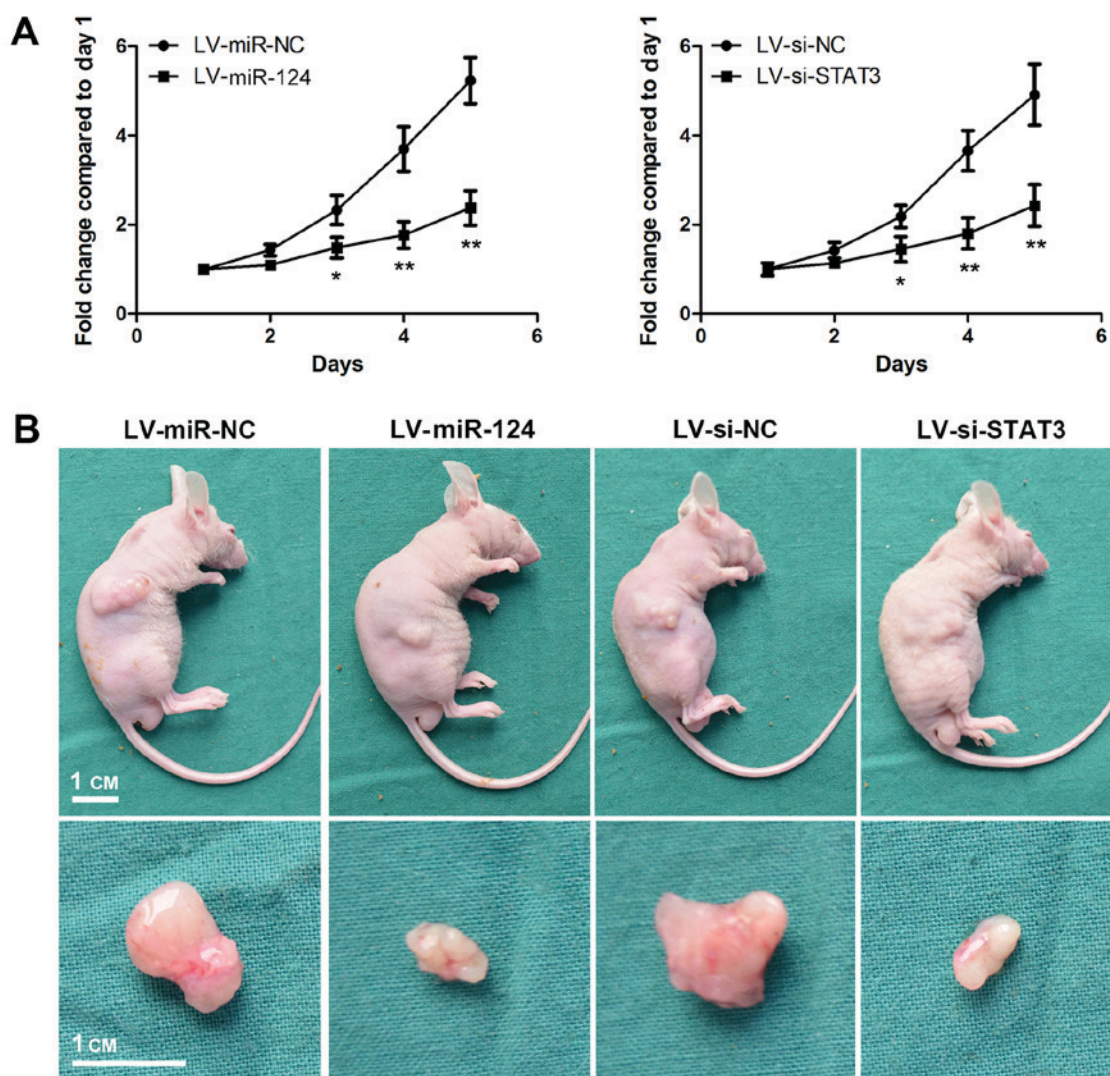 A
Fold change compared to day 1
6
4
2
0
LV-miR-NC
LV-miR-124
*
**
**
0
2
4
6
Days
Fold change compared to day 1
6
4
2
0
LV-si-NC
LV-si-STAT3
*
**
**
0
2
4
6
Days
B
LV-miR-NC
LV-miR-124
LV-si-NC
LV-si-STAT3
1 CM
1 CM